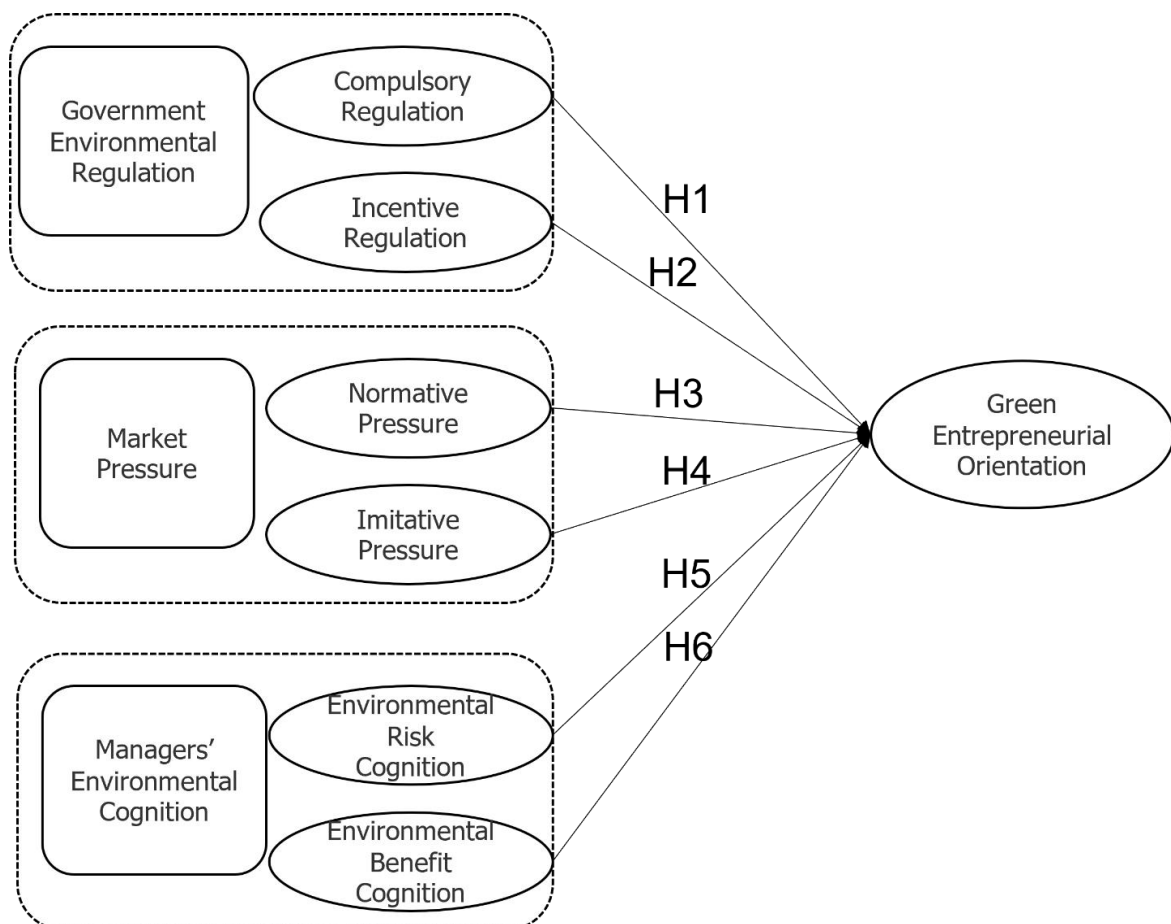 Government
Environmental
Regulation
Compulsory
Regulation
Incentive
Regulation
H1
H2
Market
Pressure
Normative
Pressure
Imitative
Pressure
H3
H4
Green
Entrepreneurial
Orientation
H5
H6
Managers’
Environmental
Cognition
Environmental
Risk
Cognition
Environmental
Benefit
Cognition